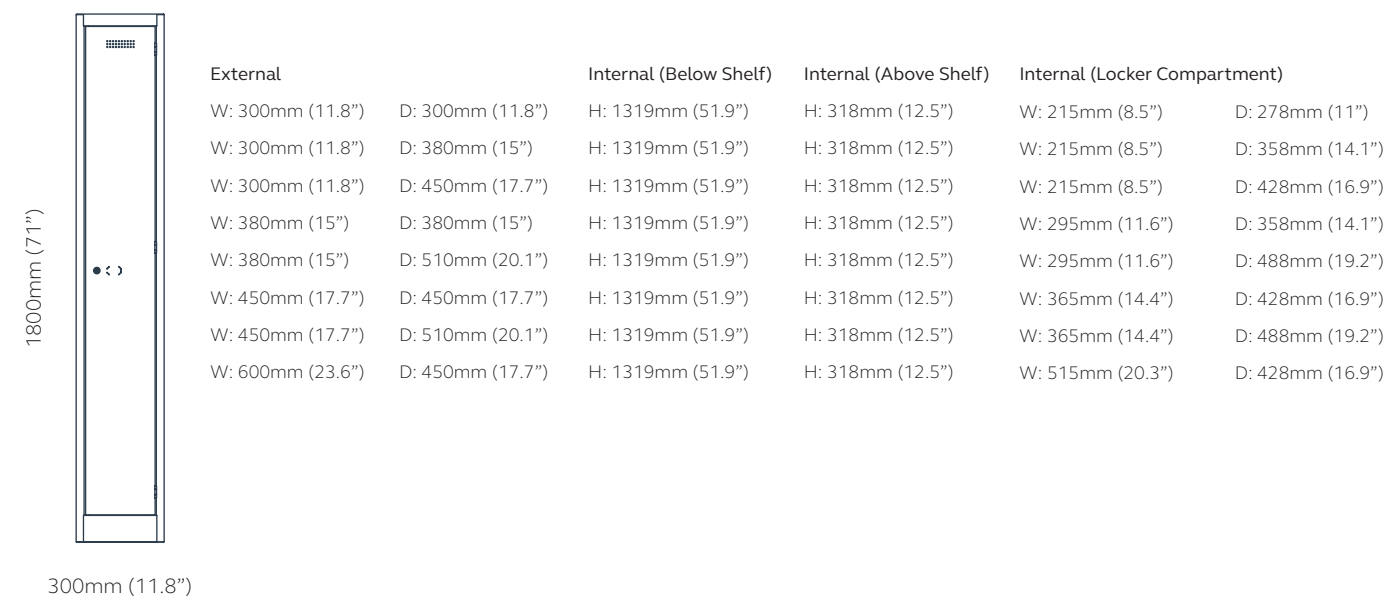 External Internal (Below Shelf) Internal (Above Shelf) Internal (Locker Compartment)
W: 300mm (11.8”) D: 300mm (11.8”) H: 1319mm (51.9”) H: 318mm (12.5”) W: 215mm (8.5”) D: 278mm (11”)
W: 300mm (11.8”) D: 380mm (15”) H: 1319mm (51.9”) H: 318mm (12.5”) W: 215mm (8.5”) D: 358mm (14.1”)
W: 300mm (11.8”) D: 450mm (17.7”) H: 1319mm (51.9”) H: 318mm (12.5”) W: 215mm (8.5”) D: 428mm (16.9”)
W: 380mm (15”) D: 380mm (15”) H: 1319mm (51.9”) H: 318mm (12.5”) W: 295mm (11.6”) D: 358mm (14.1”)
W: 380mm (15”) D: 510mm (20.1”) H: 1319mm (51.9”) H: 318mm (12.5”) W: 295mm (11.6”) D: 488mm (19.2”)
W: 450mm (17.7”) D: 450mm (17.7”) H: 1319mm (51.9”) H: 318mm (12.5”) W: 365mm (14.4”) D: 428mm (16.9”)
W: 450mm (17.7”) D: 510mm (20.1”) H: 1319mm (51.9”) H: 318mm (12.5”) W: 365mm (14.4”) D: 488mm (19.2”)
W: 600mm (23.6”) D: 450mm (17.7”) H: 1319mm (51.9”) H: 318mm (12.5”) W: 515mm (20.3”) D: 428mm (16.9”)
1800mm (71”)
300mm (11.8”)